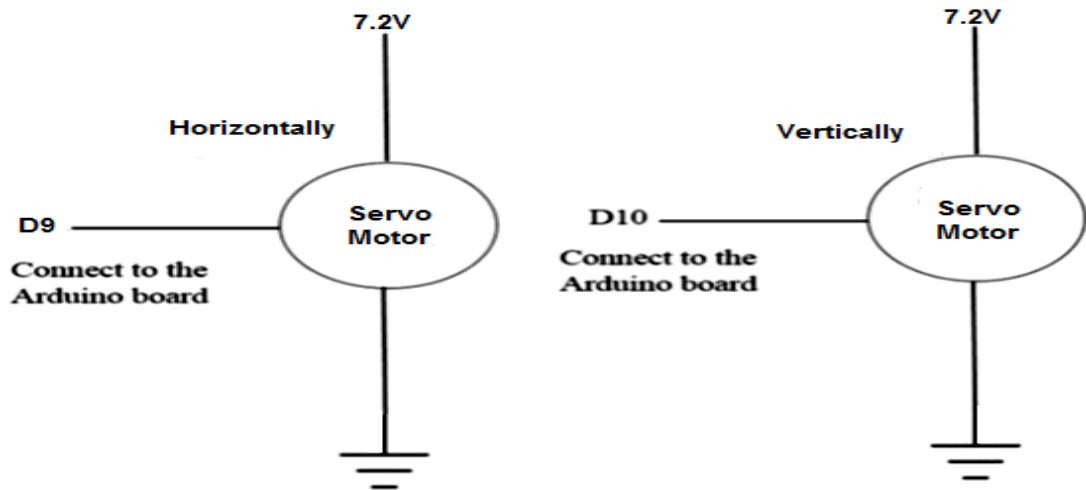 7.2V
Horizontally
Servo
Motor
D9
Connect to the
Arduino board
7.2V
Vertically
Servo
Motor
D10
Connect to the
Arduino board